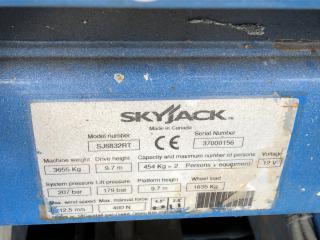 SKYJACK
Made in Canada
Model number Serial Number
SJ6832RT CE 37000156
Machine weight Drive height Capacity and maximum number of persons Voltage
3655 Kg 9.7 m 454 Kg = 2 Persons + equipment 12 V
System pressure Lift pressure Platform height Wheel load
207 bar 179 bar 9.7 m 1635 Kg
Max. wind speed Max. manual force
12.5 m/s 400 N